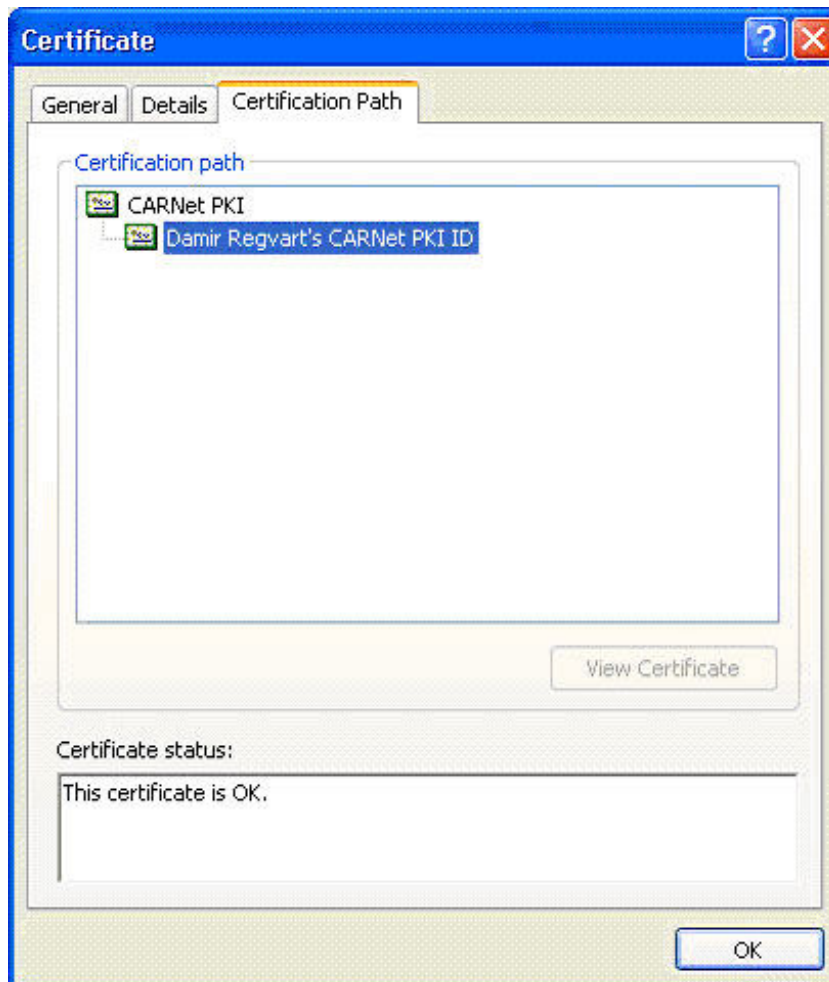 Certificate
General Details Certification Path
Certification path
CARNet PKI
Damir Regvart's CARNet PKI ID
View Certificate
Certificate status:
This certificate is OK.
OK